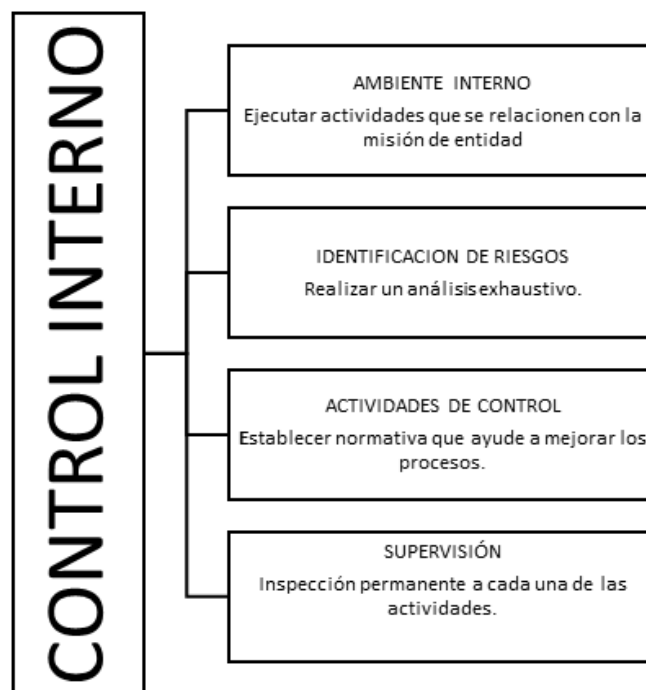 CONTROL INTERNO
AMBIENTE INTERNO
Ejecutar actividades que se relacionen con la
misión de entidad
IDENTIFICACION DE RIESGOS
Realizar un análisis exhaustivo.
ACTIVIDADES DE CONTROL
Establecer normativa que ayude a mejorar los
procesos.
SUPERVISIÓN
Inspección permanente a cada una de las
actividades.